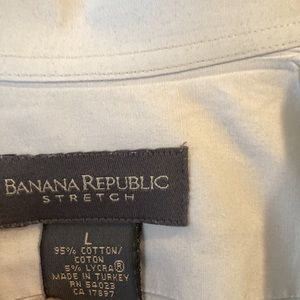 BANANA REPUBLIC
STRETCH
L
95% COTTON/
COTON
5% LYCRA®
MADE IN TURKEY
RN 54023
CA 17897